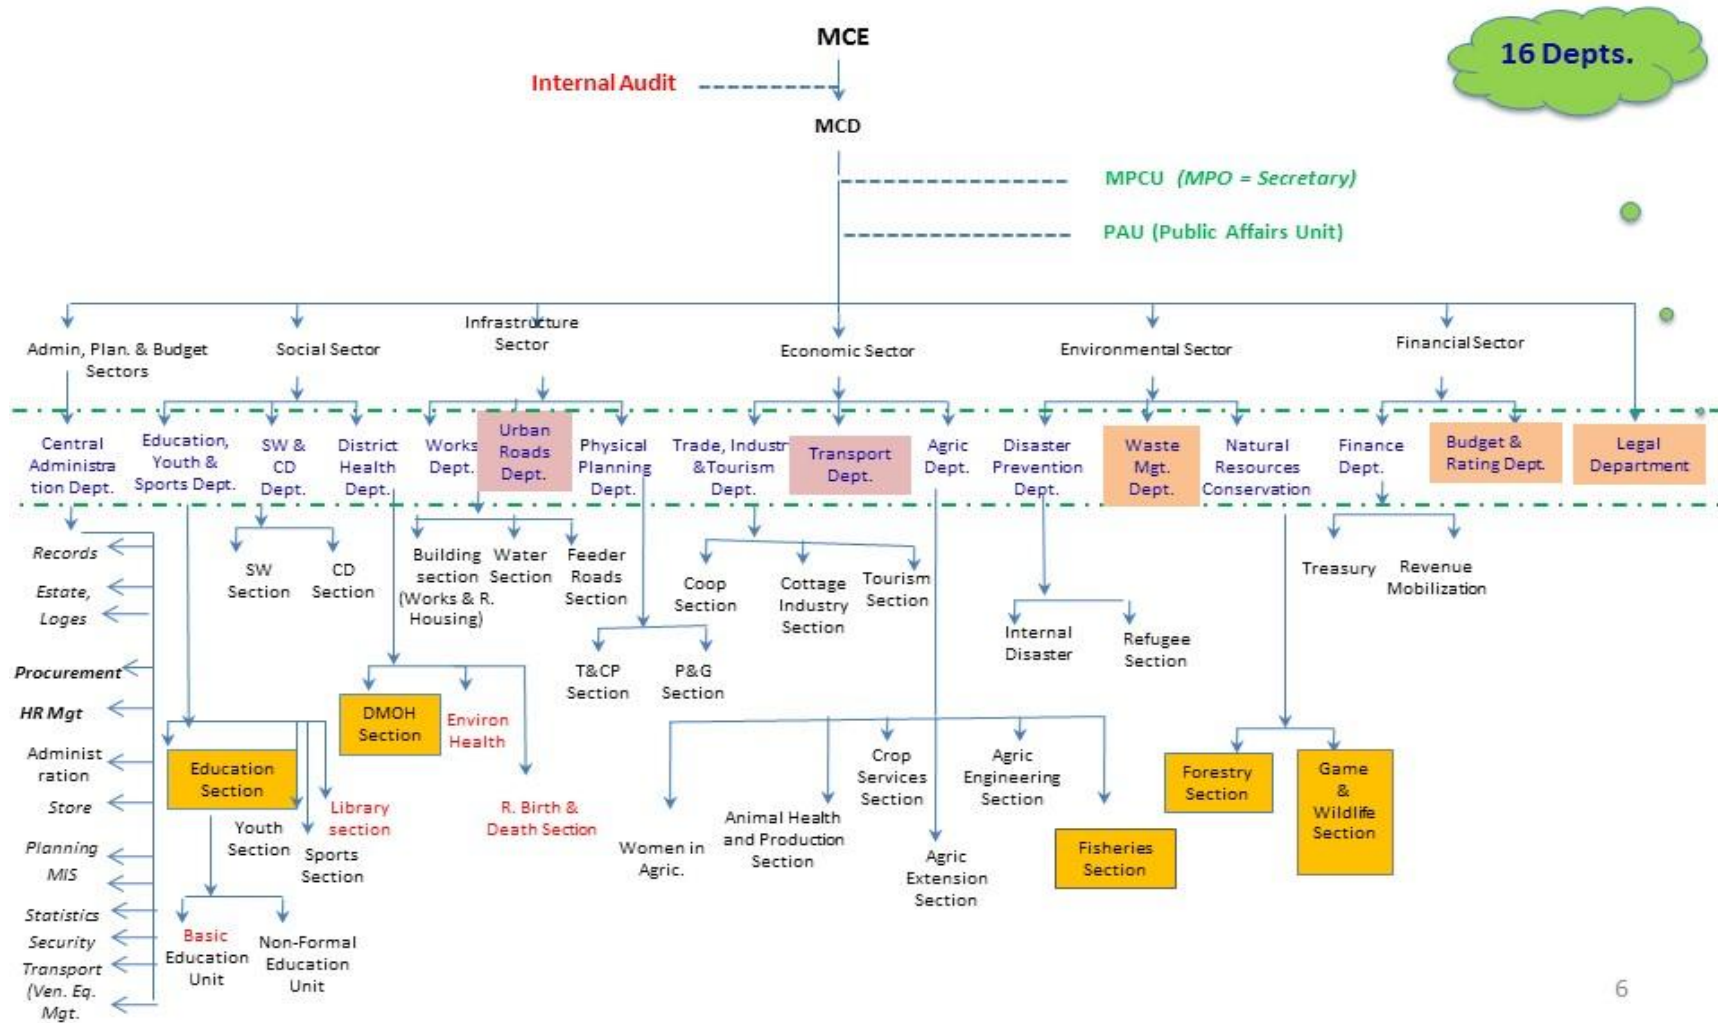 MCE
16 Depts.
Internal Audit
MCD
MPCU (MPO = Secretary)
PAU (Public Affairs Unit)
Admin, Plan. & Budget
Sectors
Social Sector
Infrastructure
Sector
Economic Sector
Environmental Sector
Financial Sector
Central
Administra
tion Dept.
Education,
Youth &
Sports Dept.
SW &
CD
Dept.
District
Health
Dept.
Works
Dept.
Urban
Roads
Dept.
Physical
Planning
Dept.
Trade, Industr
&Tourism
Dept.
Transport
Dept.
Agric
Dept.
Disaster
Prevention
Dept.
Waste
Mgt.
Dept.
Natural
Resources
Conservation
Finance
Dept.
Budget &
Rating Dept.
Legal
Department
Records
Estate,
Loges
Procurement
HR Mgt
Administ
ration
Store
Planning
MIS
Statistics
Security
Transport
(Ven. Eq.
Mgt.
SW
Section
CD
Section
Building
section
(Works & R.
Housing)
Water
Section
Feeder
Roads
Section
T&CP
Section
P&G
Section
Coop
Section
Cottage
Industry
Section
Tourism
Section
Internal
Disaster
Refugee
Section
Treasury
Revenue
Mobilization
Education
Section
Youth
Section
Sports
Section
Library
section
Basic
Education
Unit
Non-Formal
Education
Unit
DMOH
Section
Environ
Health
R. Birth &
Death Section
Women in
Agric.
Animal Health
and Production
Section
Crop
Services
Section
Agric
Extension
Section
Agric
Engineering
Section
Fisheries
Section
Forestry
Section
Game
&
Wildlife
Section
6